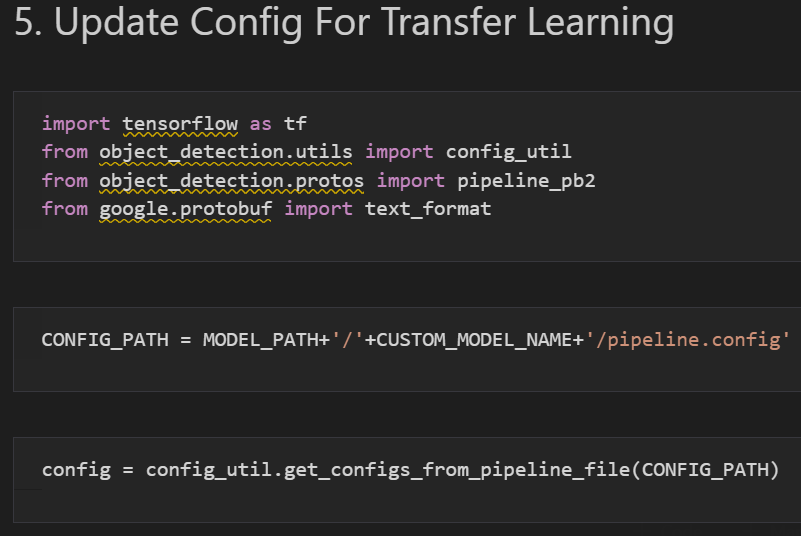 5. Update Config For Transfer Learning
import tensorflow as tf
from object_detection.utils import config_util
from object_detection.protos import pipeline_pb2
from google.protobuf import text_format
CONFIG_PATH = MODEL_PATH+'/'+CUSTOM_MODEL_NAME+'/pipeline.config'
config = config_util.get_configs_from_pipeline_file(CONFIG_PATH)